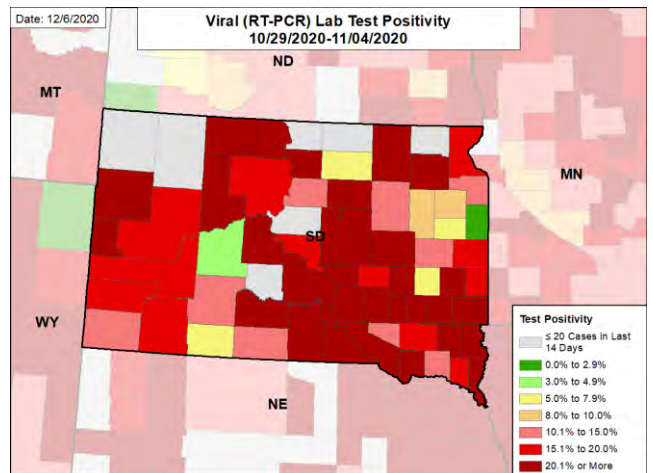 Date: 12/6/2020
Viral (RT-PCR) Lab Test Positivity
10/29/2020-11/04/2020
ND
MT
MN
SD
WY
NE
Test Positivity
≤ 20 Cases in Last
14 Days
0.0% to 2.9%
3.0% to 4.9%
5.0% to 7.9%
8.0% to 10.0%
10.1% to 15.0%
15.1% to 20.0%
20.1% or More